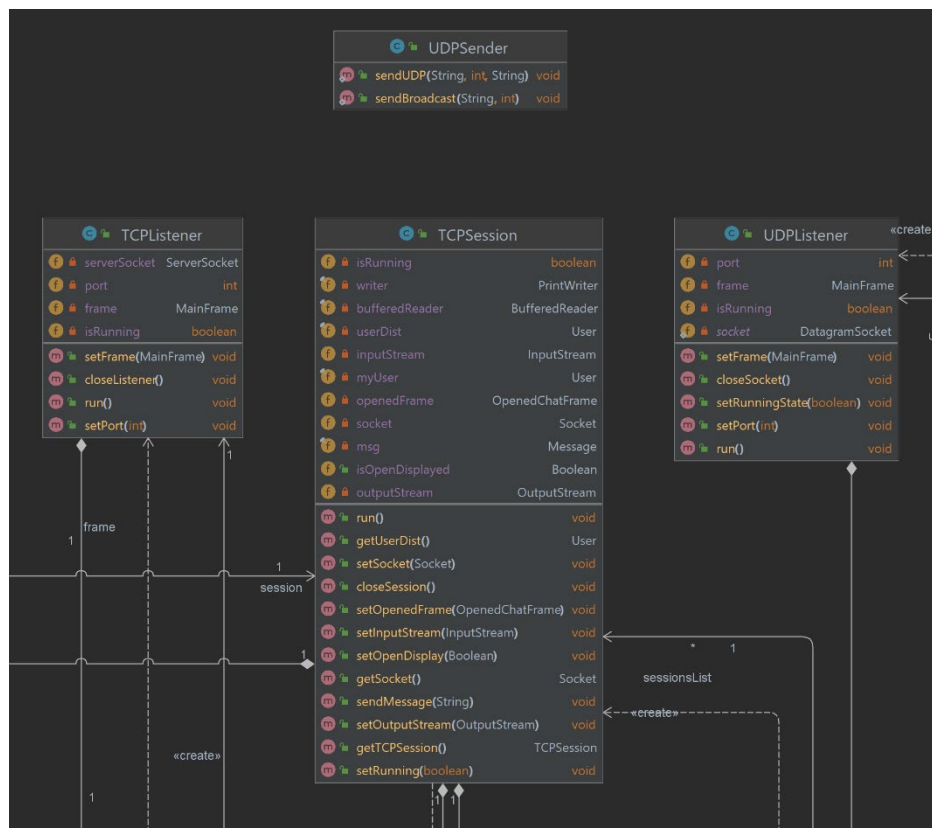 UDPSender
sendUDP(String, int, String) void
sendBroadcast(String, int) void
TCPListener
serverSocket ServerSocket
port int
frame MainFrame
isRunning boolean
setFrame(MainFrame) void
closeListener() void
run() void
setPort(int) void
TCPSession
isRunning boolean
writer PrintWriter
bufferedReader BufferedReader
userDist User
inputStream InputStream
myUser User
openedFrame OpenedChatFrame
socket Socket
msg Message
isOpenDisplayed Boolean
outputStream OutputStream
run() void
getUserDist() User
setSocket(Socket) void
closeSession() void
setOpenedFrame(OpenedChatFrame) void
setInputStream(InputStream) void
setOpenDisplay(Boolean) void
getSocket() Socket
sendMessage(String) void
setOutputStream(OutputStream) void
getTCPSession() TCPSession
setRunning(boolean) void
UDPListener
port int
frame MainFrame
isRunning boolean
socket DatagramSocket
setFrame(MainFrame) void
closeSocket() void
setRunningState(boolean) void
setPort(int) void
run() void
«create
1
frame
1
1
session
1
* 1
sessionsList
«create»
«create»
1
1 1